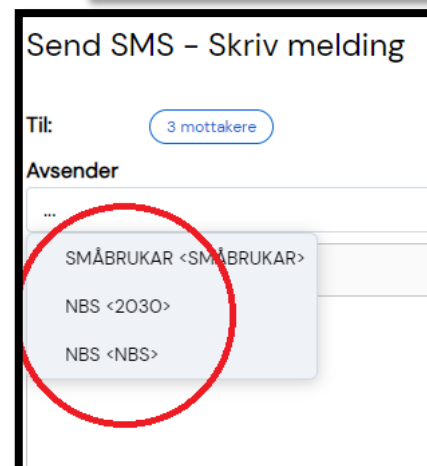 Send SMS - Skriv melding
Til: 3 mottakere
Avsender
...
SMÅBRUKAR <SMÅBRUKAR>
NBS <2030>
NBS <NBS>